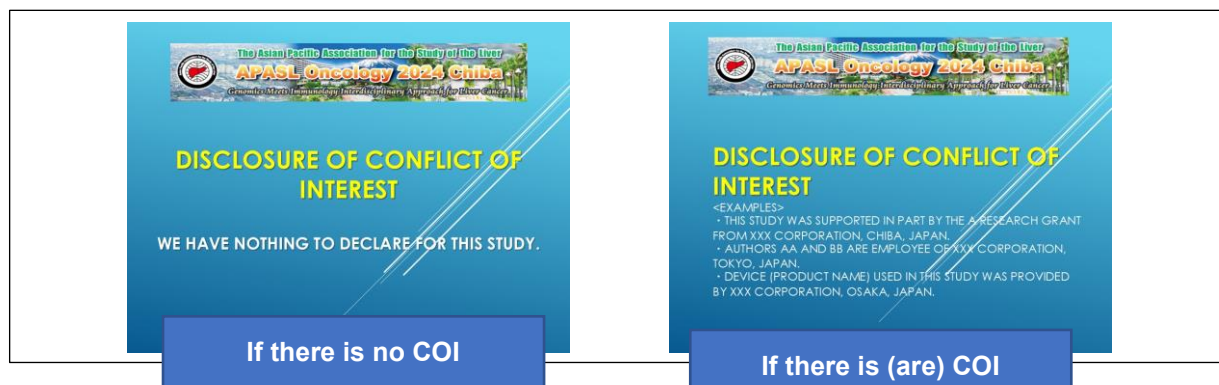 The Asian Pacific Association for the Study of the Liver
APASL Oncology 2024 Chiba
Genomics Meets Immunology:Interdisciplinary Approach for Liver Cancer
DISCLOSURE OF CONFLICT OF
INTEREST
WE HAVE NOTHING TO DECLARE FOR THIS STUDY.
If there is no COI
The Asian Pacific Association for the Study of the Liver
APASL Oncology 2024 Chiba
Genomics Meets Immunology:Interdisciplinary Approach for Liver Cancer
DISCLOSURE OF CONFLICT OF
INTEREST
<EXAMPLES>
・THIS STUDY WAS SUPPORTED IN PART BY THE A RESEARCH GRANT
FROM XXX CORPORATION, CHIBA, JAPAN.
・AUTHORS AA AND BB ARE EMPLOYEE OF XXX CORPORATION,
TOKYO, JAPAN.
・DEVICE (PRODUCT NAME) USED IN THIS STUDY WAS PROVIDED
BY XXX CORPORATION, OSAKA, JAPAN.
If there is (are) COI